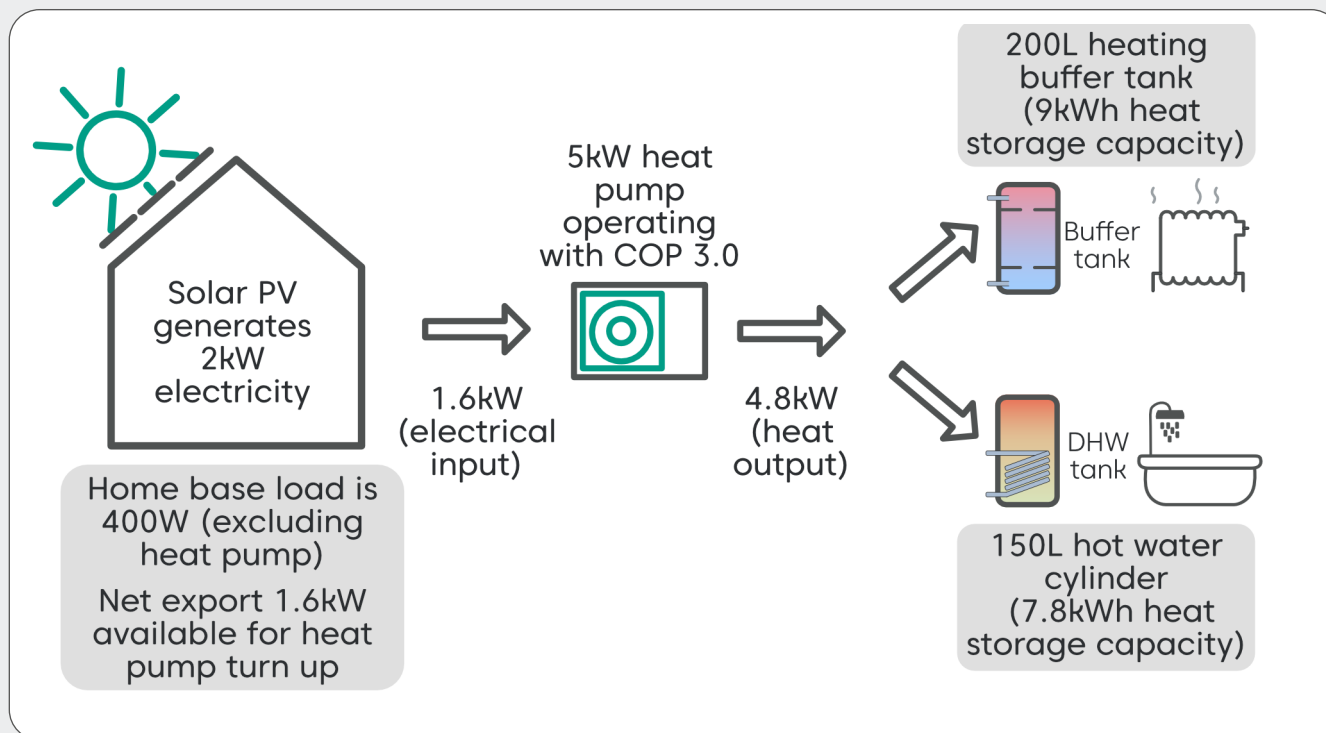 Solar PV
generates
2kW
electricity
Home base load is
400W (excluding
heat pump)
Net export 1.6kW
available for heat
pump turn up
1.6kW
(electrical
input)
5kW heat
pump
operating
with COP 3.0
4.8kW
(heat
output)
200L heating
buffer tank
(9kWh heat
storage capacity)
Buffer
tank
DHW
tank
150L hot water
cylinder
(7.8kWh heat
storage capacity)